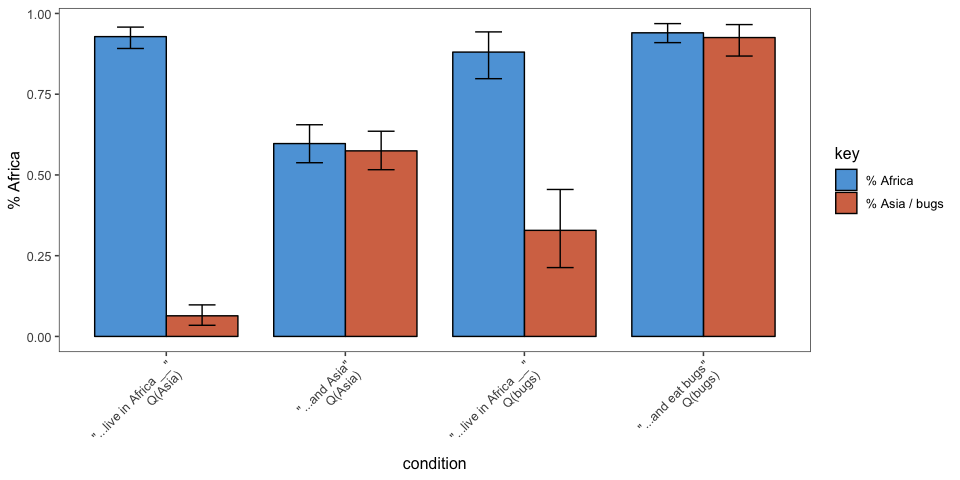 1.00
0.75
0.50
0.25
0.00
% Africa
"...live in Africa __"
Q(Asia)
"...and Asia"
Q(Asia)
"...live in Africa __"
Q(bugs)
"...and eat bugs"
Q(bugs)
condition
key
% Africa
% Asia / bugs